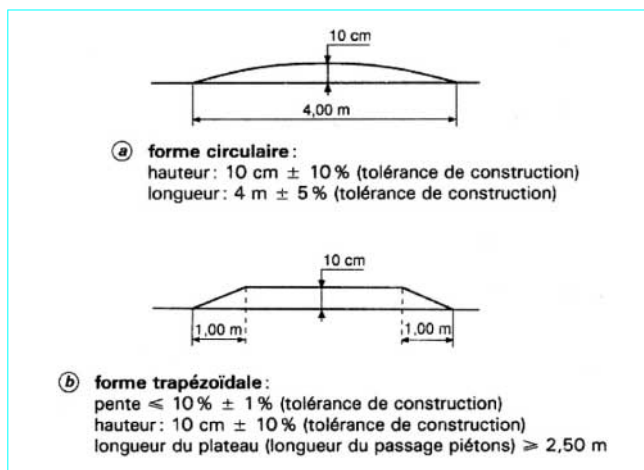 10 cm
4,00 m
a forme circulaire :
hauteur : 10 cm ± 10 % (tolérance de construction)
longueur : 4 m ± 5 % (tolérance de construction)
10 cm
1,00 m 1,00 m
b forme trapézoïdale :
pente ⩽ 10 % ± 1 % (tolérance de construction)
hauteur : 10 cm ± 10 % (tolérance de construction)
longueur du plateau (longueur du passage piétons) ⩾ 2,50 m